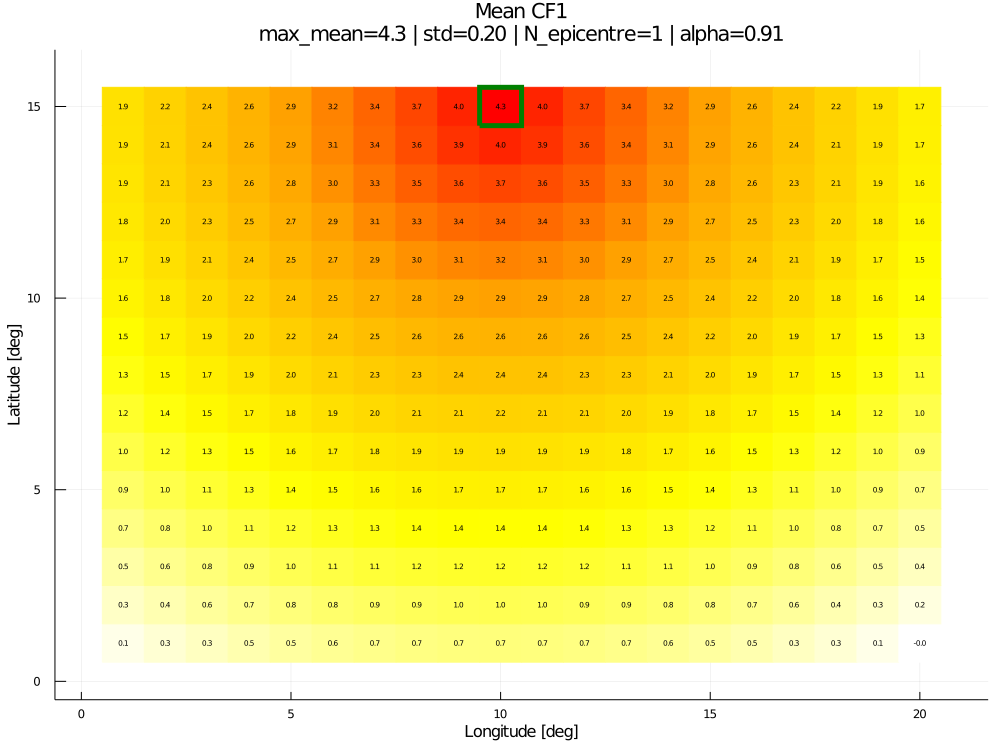 Mean CF1
max_mean=4.3 | std=0.20 | N_epicentre=1 | alpha=0.91
15
1.9 2.2 2.4 2.6 2.9 3.2 3.4 3.7 4.0 4.3 4.0 3.7 3.4 3.2 2.9 2.6 2.4 2.2 1.9 1.7
1.9 2.1 2.4 2.6 2.9 3.1 3.4 3.6 3.9 4.0 3.9 3.6 3.4 3.1 2.9 2.6 2.4 2.1 1.9 1.7
1.9 2.1 2.3 2.6 2.8 3.0 3.3 3.5 3.6 3.7 3.6 3.5 3.3 3.0 2.8 2.6 2.3 2.1 1.9 1.6
1.8 2.0 2.3 2.5 2.7 2.9 3.1 3.3 3.4 3.4 3.4 3.3 3.1 2.9 2.7 2.5 2.3 2.0 1.8 1.6
1.7 1.9 2.1 2.4 2.5 2.7 2.9 3.0 3.1 3.2 3.1 3.0 2.9 2.7 2.5 2.4 2.1 1.9 1.7 1.5
10
1.6 1.8 2.0 2.2 2.4 2.5 2.7 2.8 2.9 2.9 2.9 2.8 2.7 2.5 2.4 2.2 2.0 1.8 1.6 1.4
1.5 1.7 1.9 2.0 2.2 2.4 2.5 2.6 2.6 2.6 2.6 2.6 2.5 2.4 2.2 2.0 1.9 1.7 1.5 1.3
1.3 1.5 1.7 1.9 2.0 2.1 2.3 2.3 2.4 2.4 2.4 2.3 2.3 2.1 2.0 1.9 1.7 1.5 1.3 1.1
1.2 1.4 1.5 1.7 1.8 1.9 2.0 2.1 2.1 2.2 2.1 2.1 2.0 1.9 1.8 1.7 1.5 1.4 1.2 1.0
1.0 1.2 1.3 1.5 1.6 1.7 1.8 1.9 1.9 1.9 1.9 1.9 1.8 1.7 1.6 1.5 1.3 1.2 1.0 0.9
5
0.9 1.0 1.1 1.3 1.4 1.5 1.6 1.6 1.7 1.7 1.7 1.6 1.6 1.5 1.4 1.3 1.1 1.0 0.9 0.7
0.7 0.8 1.0 1.1 1.2 1.3 1.3 1.4 1.4 1.4 1.4 1.4 1.3 1.3 1.2 1.1 1.0 0.8 0.7 0.5
0.5 0.6 0.8 0.9 1.0 1.1 1.1 1.2 1.2 1.2 1.2 1.2 1.1 1.1 1.0 0.9 0.8 0.6 0.5 0.4
0.3 0.4 0.6 0.7 0.8 0.8 0.9 0.9 1.0 1.0 1.0 0.9 0.9 0.8 0.8 0.7 0.6 0.4 0.3 0.2
0.1 0.3 0.3 0.5 0.5 0.6 0.7 0.7 0.7 0.7 0.7 0.7 0.7 0.6 0.5 0.5 0.3 0.3 0.1 -0.0
0
Latitude [deg]
0 5 10 15 20
Longitude [deg]